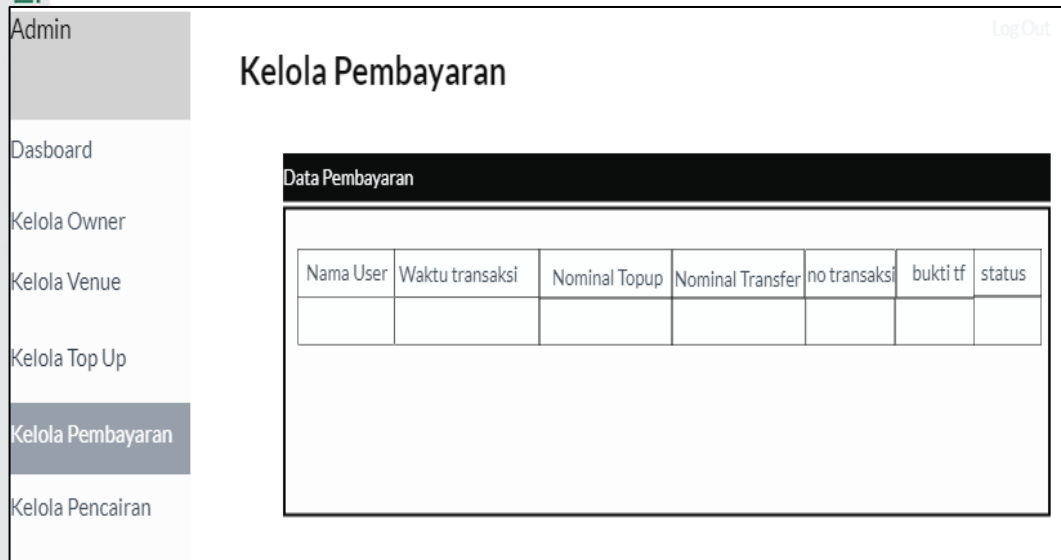 Admin
Log Out
Kelola Pembayaran
Dasboard
Kelola Owner
Kelola Venue
Kelola Top Up
Kelola Pembayaran
Kelola Pencairan
Data Pembayaran
Nama User Waktu transaksi Nominal Topup Nominal Transfer no transaksi bukti tf status